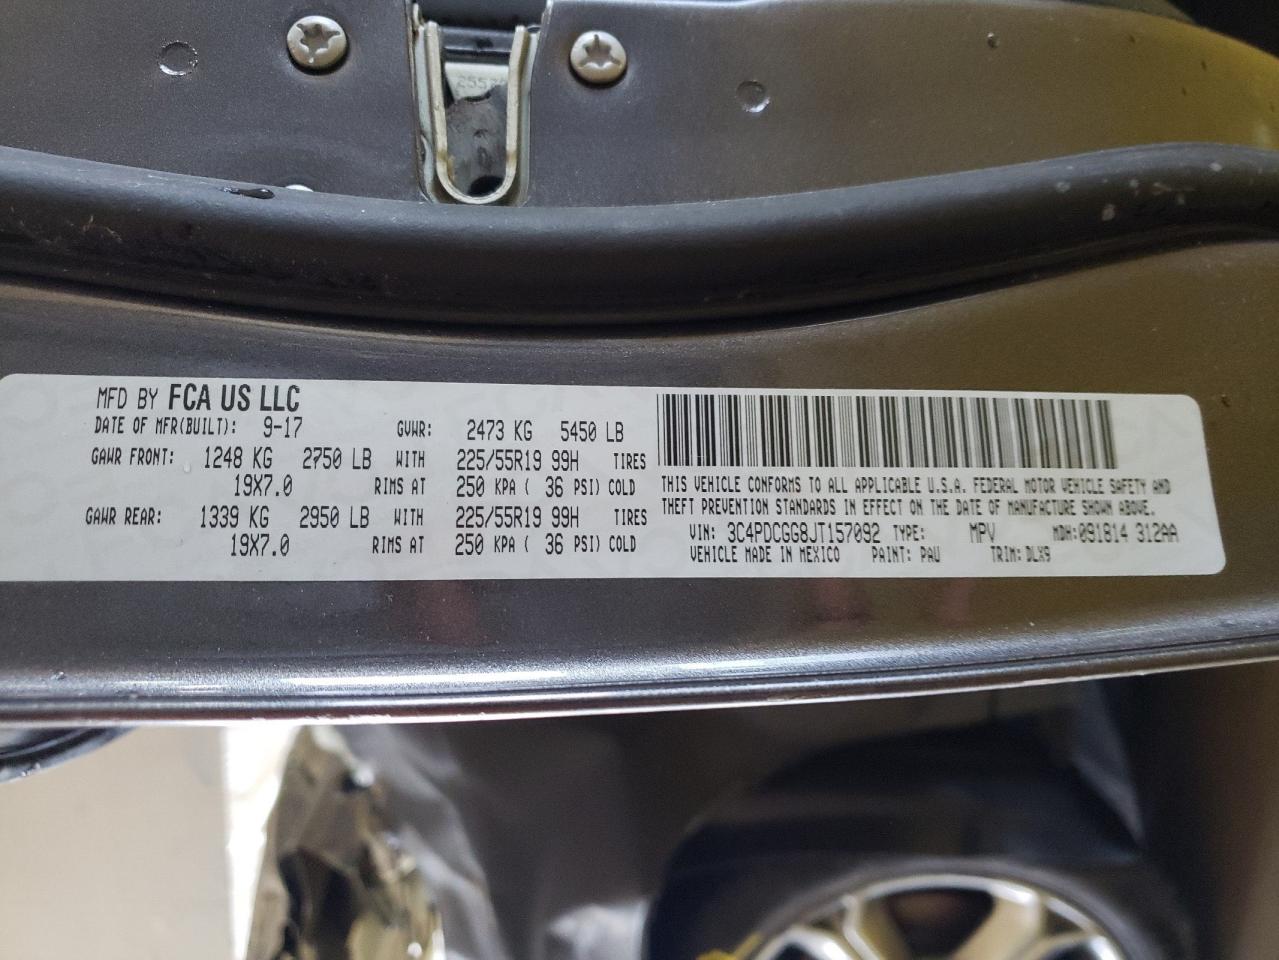 2557
MFD BY FCA US LLC
DATE OF MFR(BUILT): 9-17 GVWR: 2473 KG 5450 LB
GAWR FRONT: 1248 KG 2750 LB WITH 225/55R19 99H TIRES
19X7.0 RIMS AT 250 KPA ( 36 PSI) COLD
GAWR REAR: 1339 KG 2950 LB WITH 225/55R19 99H TIRES
19X7.0 RIMS AT 250 KPA ( 36 PSI) COLD
THIS VEHICLE CONFORMS TO ALL APPLICABLE U.S.A. FEDERAL MOTOR VEHICLE SAFETY AND
THEFT PREVENTION STANDARDS IN EFFECT ON THE DATE OF MANUFACTURE SHOWN ABOVE.
VIN: 3C4PDCGG8JT157092 TYPE: MPV MDH:091814 312AA
VEHICLE MADE IN MEXICO PAINT: PAU TRIM: DLX9